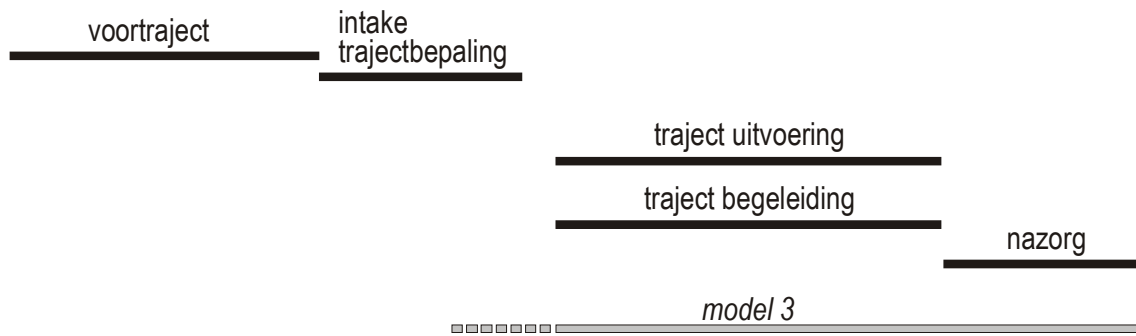 voortraject
intake
trajectbepaling
traject uitvoering
traject begeleiding
nazorg
model 3